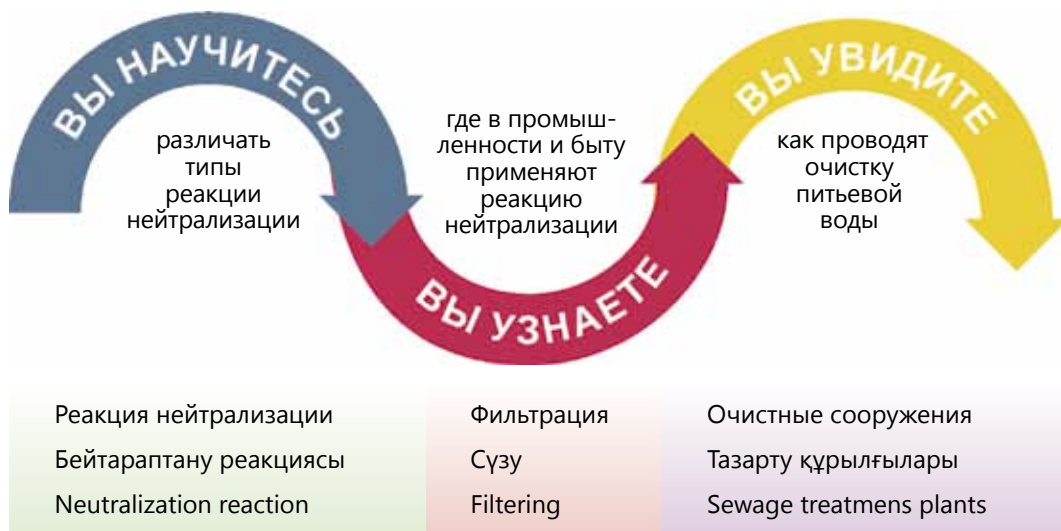 ВЫ НАУЧИТЕСЬ
различать
типы
реакции
нейтрализации
ВЫ УЗНАЕТЕ
где в промыш-
ленности и быту
применяют
реакцию
нейтрализации
ВЫ УВИДИТЕ
как проводят
очистку
питьевой
воды
Реакция нейтрализации
Бейтараптану реакциясы
Neutralization reaction
Фильтрация
Сүзу
Filtering
Очистные сооружения
Тазарту құрылғылары
Sewage treatmens plants